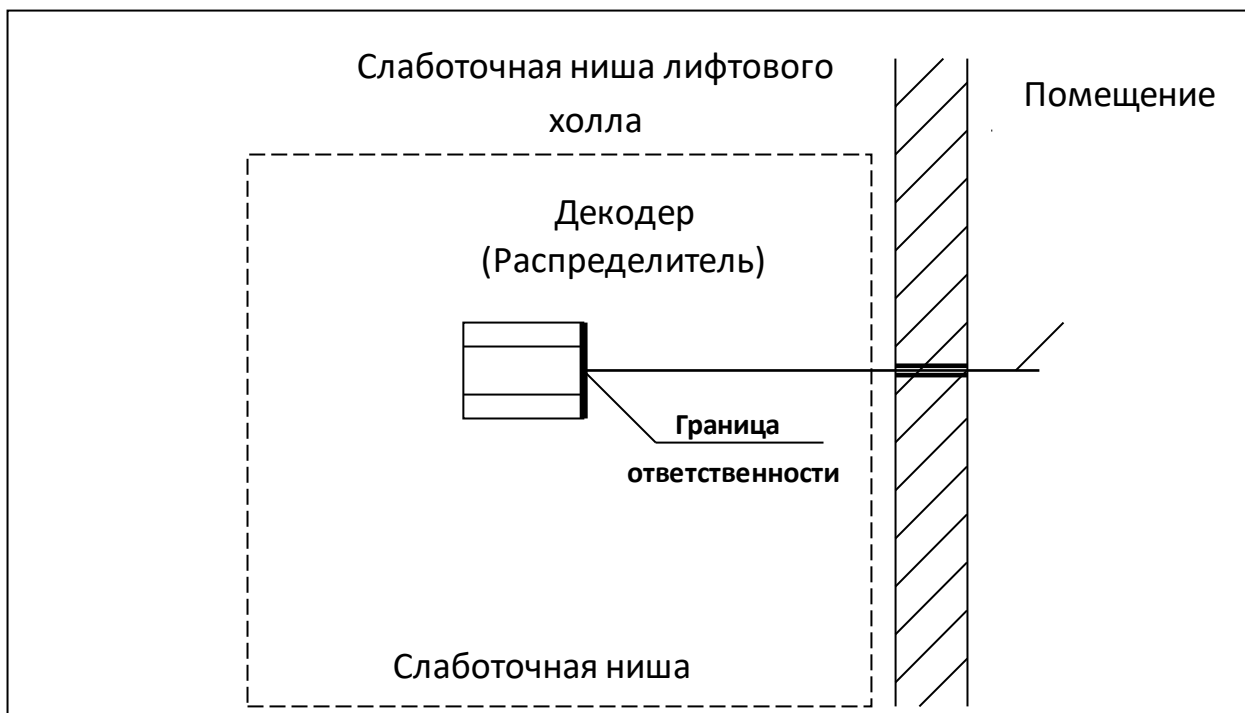 Слаботочная ниша лифтового
холла
Помещение
Декодер
(Распределитель)
Граница
ответственности
Слаботочная ниша